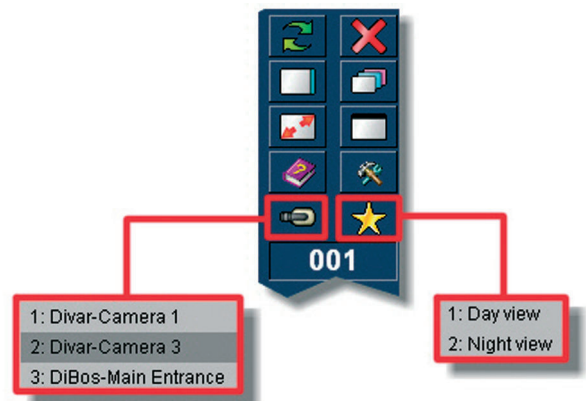 001
1: Divar-Camera 1
2: Divar-Camera 3
3: DiBos-Main Entrance
1: Day view
2: Night view